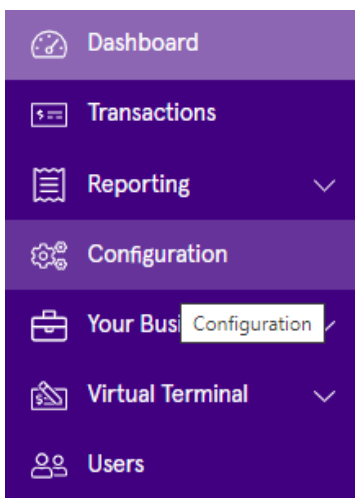 Dashboard
Transactions
Reporting
Configuration
Your Busi
Configuration
Virtual Terminal
Users